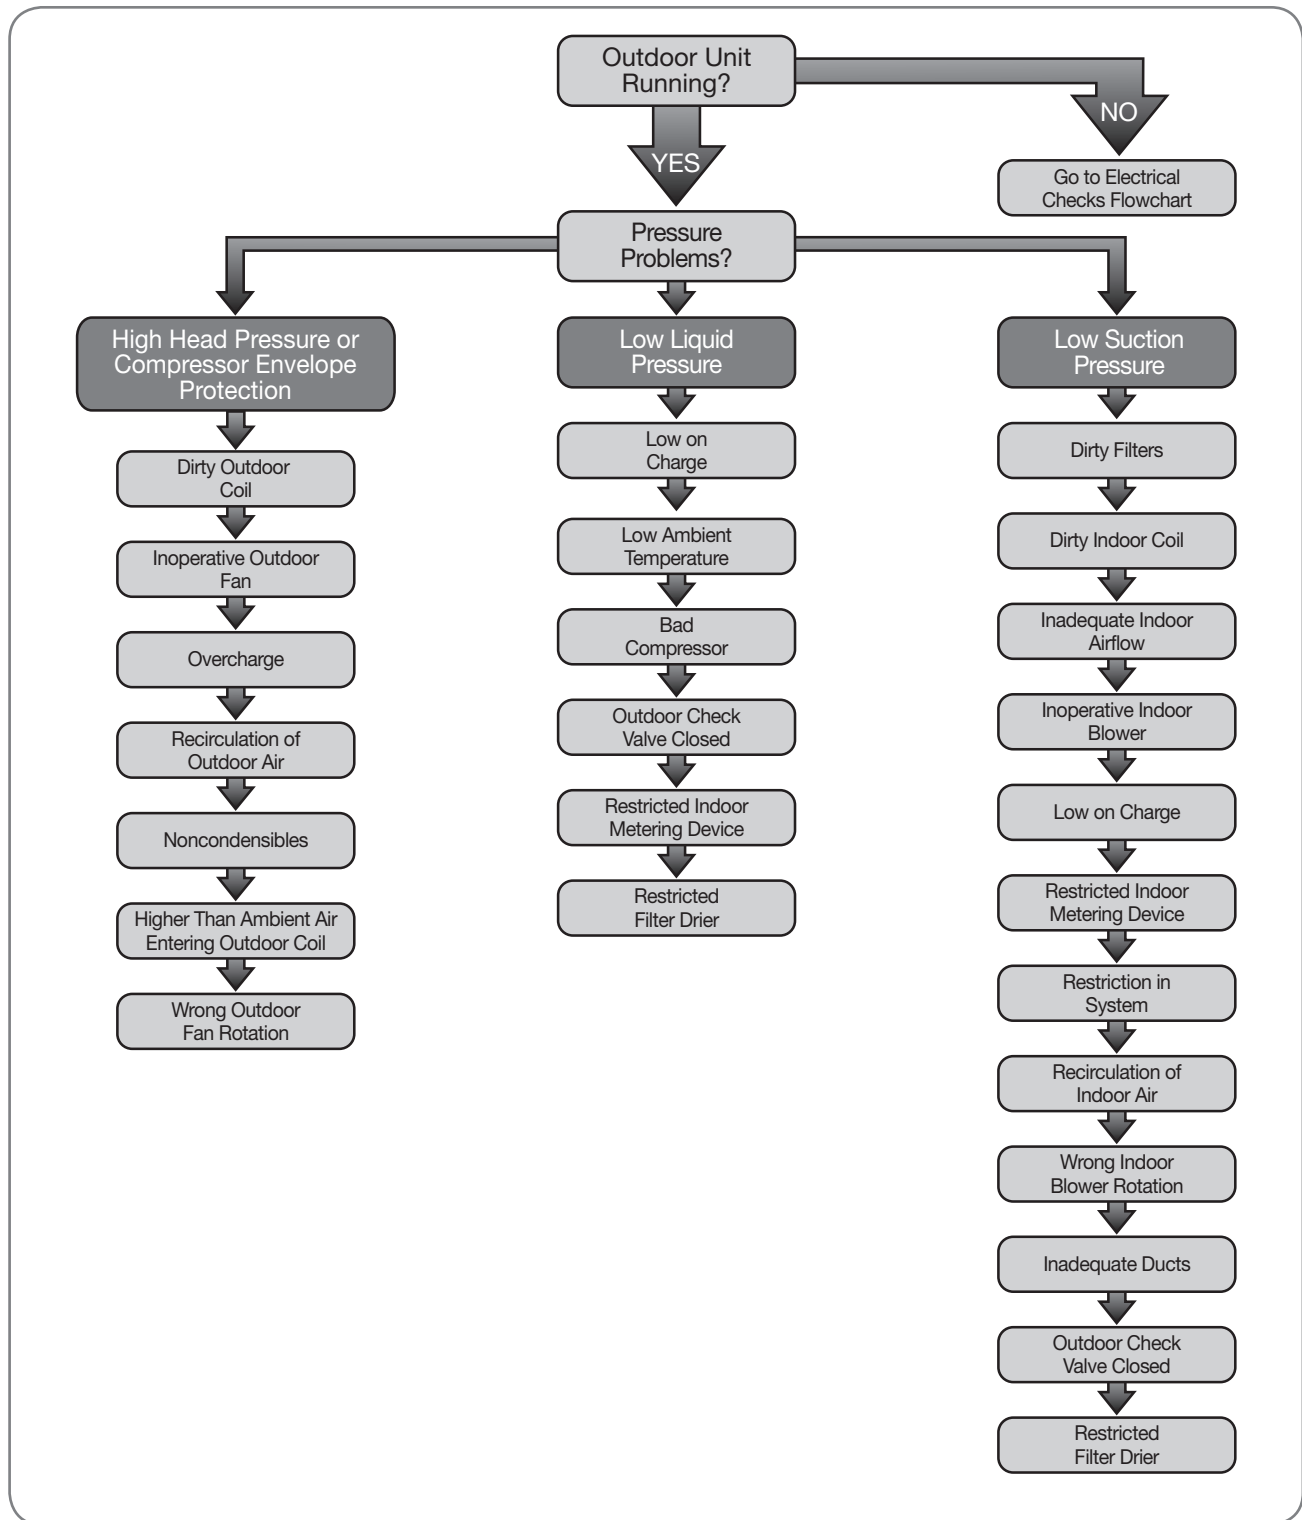 Outdoor Unit
Running?
NO
YES
Go to Electrical
Checks Flowchart
Pressure
Problems?
High Head Pressure or
Compressor Envelope
Protection
Dirty Outdoor
Coil
Inoperative Outdoor
Fan
Overcharge
Recirculation of
Outdoor Air
Noncondensibles
Higher Than Ambient Air
Entering Outdoor Coil
Wrong Outdoor
Fan Rotation
Low Liquid
Pressure
Low on
Charge
Low Ambient
Temperature
Bad
Compressor
Outdoor Check
Valve Closed
Restricted Indoor
Metering Device
Restricted
Filter Drier
Low Suction
Pressure
Dirty Filters
Dirty Indoor Coil
Inadequate Indoor
Airflow
Inoperative Indoor
Blower
Low on Charge
Restricted Indoor
Metering Device
Restriction in
System
Recirculation of
Indoor Air
Wrong Indoor
Blower Rotation
Inadequate Ducts
Outdoor Check
Valve Closed
Restricted
Filter Drier